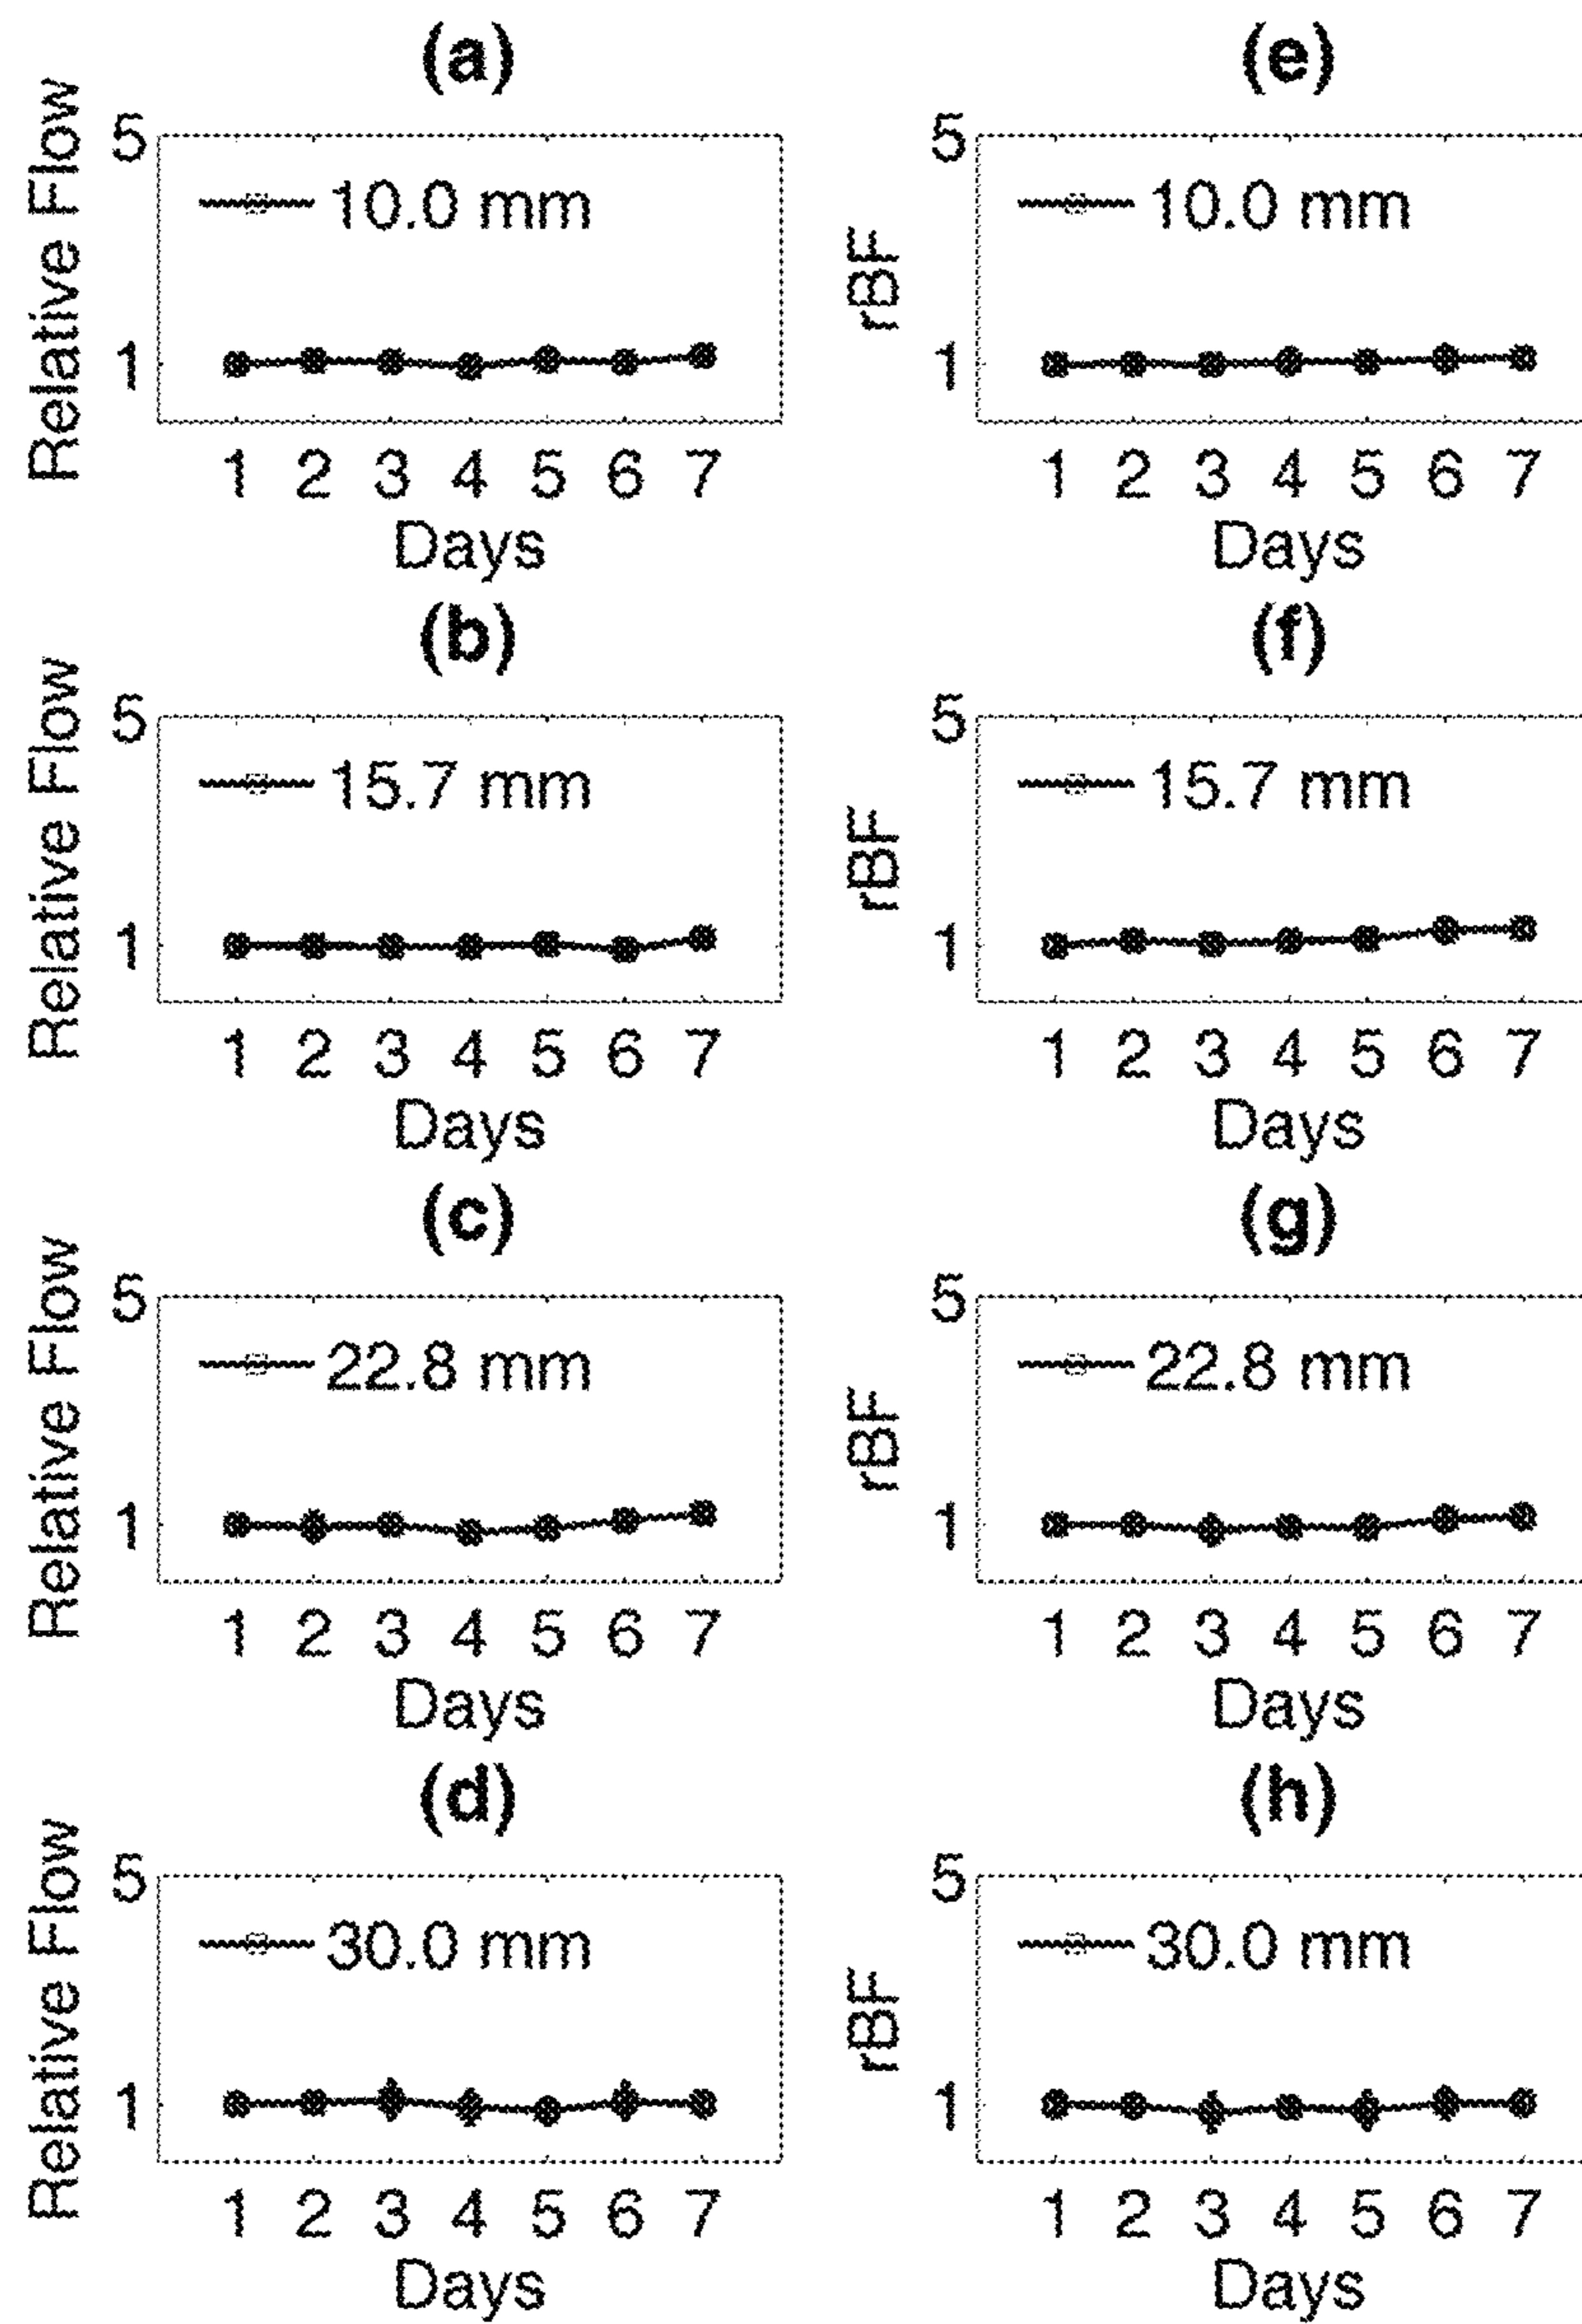 (a)
Relative Flow
5
10.0 mm
1
1 2 3 4 5 6 7
Days
(e)
rBF
5
10.0 mm
1
1 2 3 4 5 6 7
Days
(b)
Relative Flow
5
15.7 mm
1
1 2 3 4 5 6 7
Days
(f)
rBF
5
15.7 mm
1
1 2 3 4 5 6 7
Days
(c)
Relative Flow
5
22.8 mm
1
1 2 3 4 5 6 7
Days
(g)
rBF
5
22.8 mm
1
1 2 3 4 5 6 7
Days
(d)
Relative Flow
5
30.0 mm
1
1 2 3 4 5 6 7
Days
(h)
rBF
5
30.0 mm
1
1 2 3 4 5 6 7
Days